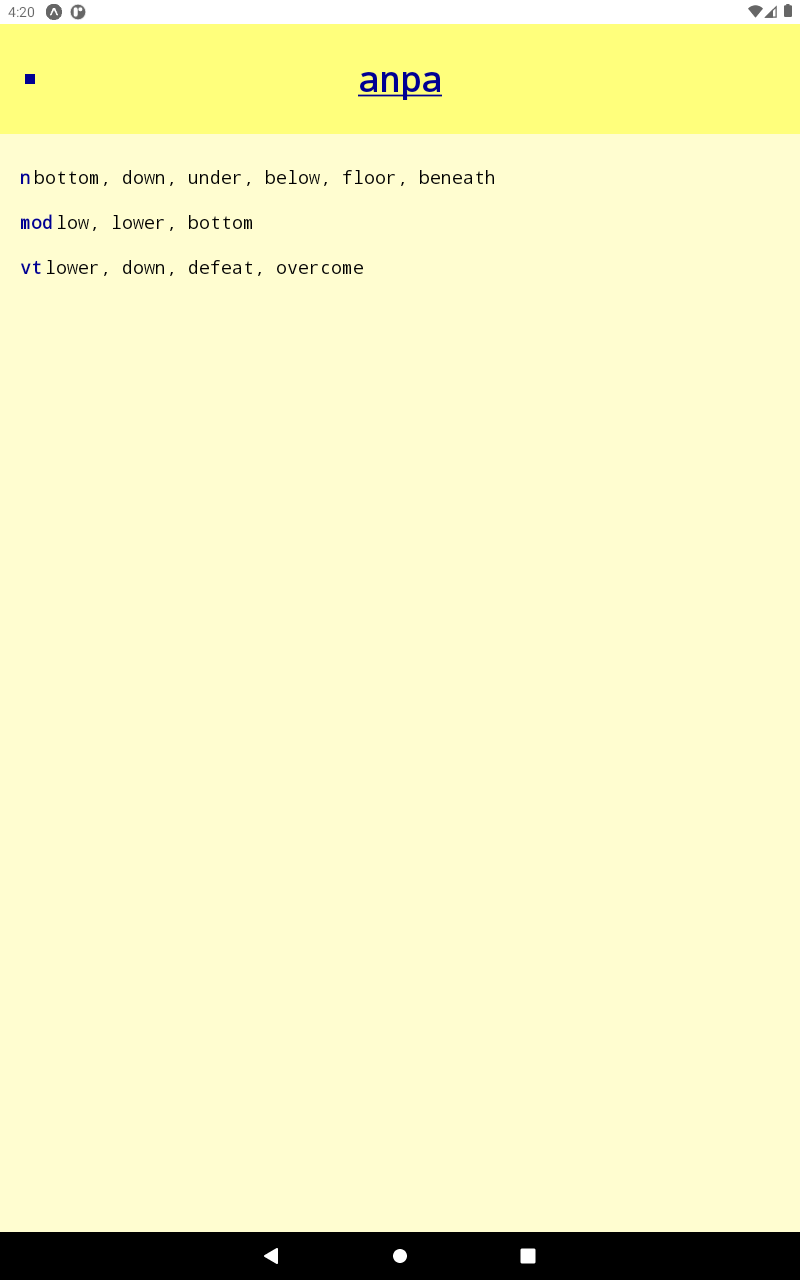 4:20
anpa
n bottom, down, under, below, floor, beneath
mod low, lower, bottom
vt lower, down, defeat, overcome